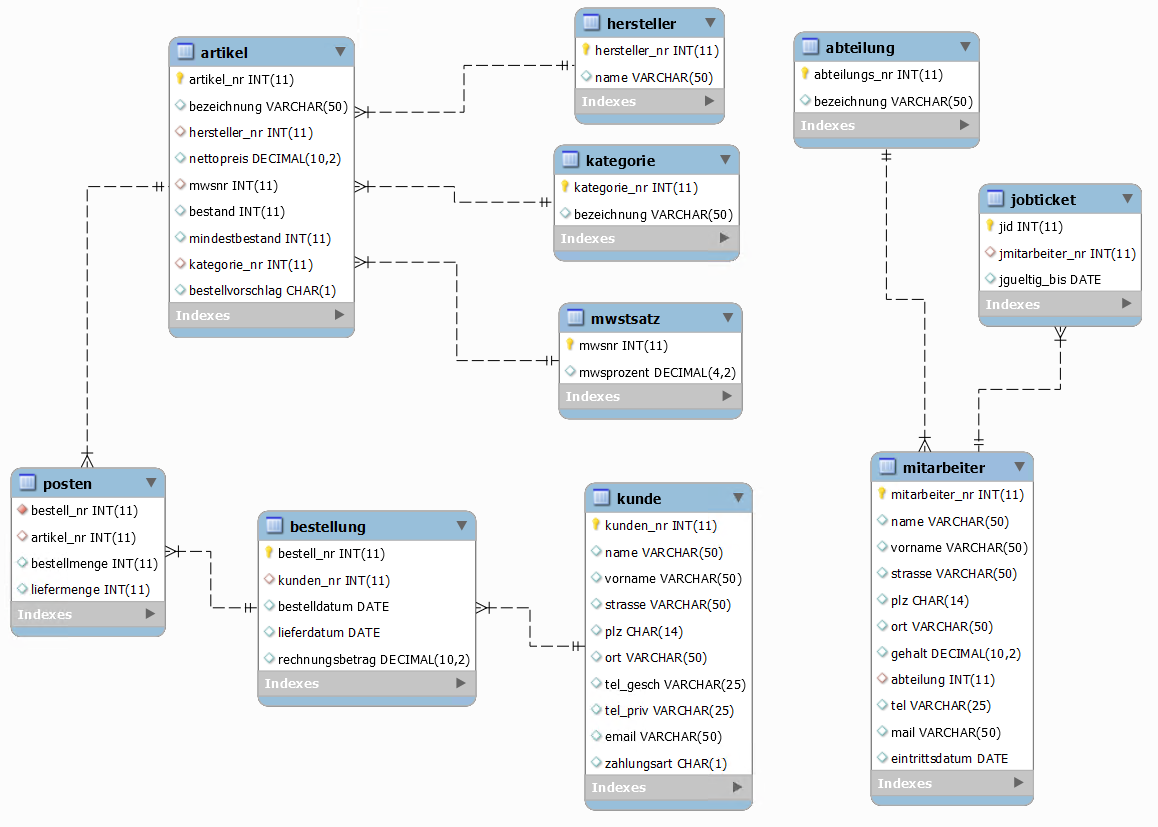 artikel
artikel_nr INT(11)
bezeichnung VARCHAR(50)
hersteller_nr INT(11)
nettopreis DECIMAL(10,2)
mwsnr INT(11)
bestand INT(11)
mindestbestand INT(11)
kategorie_nr INT(11)
bestellvorschlag CHAR(1)
Indexes
hersteller
hersteller_nr INT(11)
name VARCHAR(50)
Indexes
kategorie
kategorie_nr INT(11)
bezeichnung VARCHAR(50)
Indexes
mwstsatz
mwsnr INT(11)
mwsprozent DECIMAL(4,2)
Indexes
abteilung
abteilungs_nr INT(11)
bezeichnung VARCHAR(50)
Indexes
jobticket
jid INT(11)
jmitarbeiter_nr INT(11)
jgueltig_bis DATE
Indexes
posten
bestell_nr INT(11)
artikel_nr INT(11)
bestellmenge INT(11)
liefermenge INT(11)
Indexes
bestellung
bestell_nr INT(11)
kunden_nr INT(11)
bestelldatum DATE
lieferdatum DATE
rechnungsbetrag DECIMAL(10,2)
Indexes
kunde
kunden_nr INT(11)
name VARCHAR(50)
vorname VARCHAR(50)
strasse VARCHAR(50)
plz CHAR(14)
ort VARCHAR(50)
tel_gesch VARCHAR(25)
tel_priv VARCHAR(25)
email VARCHAR(50)
zahlungsart CHAR(1)
Indexes
mitarbeiter
mitarbeiter_nr INT(11)
name VARCHAR(50)
vorname VARCHAR(50)
strasse VARCHAR(50)
plz CHAR(14)
ort VARCHAR(50)
gehalt DECIMAL(10,2)
abteilung INT(11)
tel VARCHAR(25)
mail VARCHAR(50)
eintrittsdatum DATE
Indexes